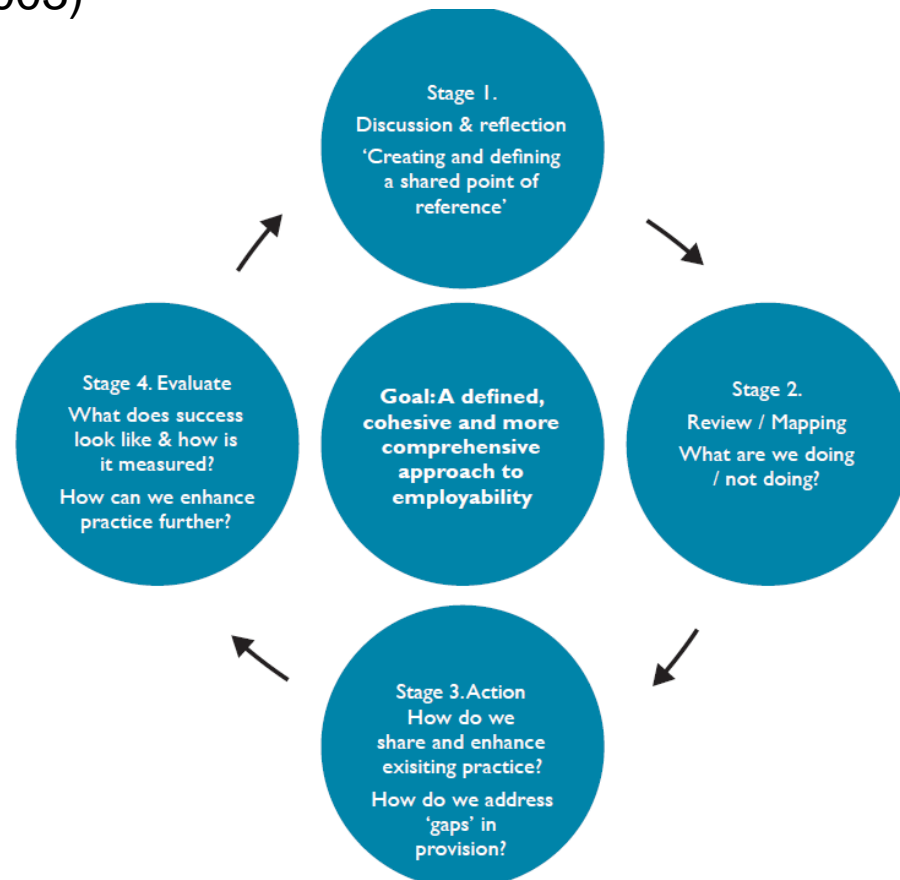 Stage 1.
Discussion & reflection
‘Creating and defining
a shared point of
reference’
Stage 2.
Review / Mapping
What are we doing
/ not doing?
Stage 3. Action
How do we
share and enhance
exisiting practice?
How do we address
‘gaps’ in
provision?
Stage 4. Evaluate
What does success
look like & how is
it measured?
How can we enhance
practice further?
Goal: A defined,
cohesive and more
comprehensive
approach to
employability